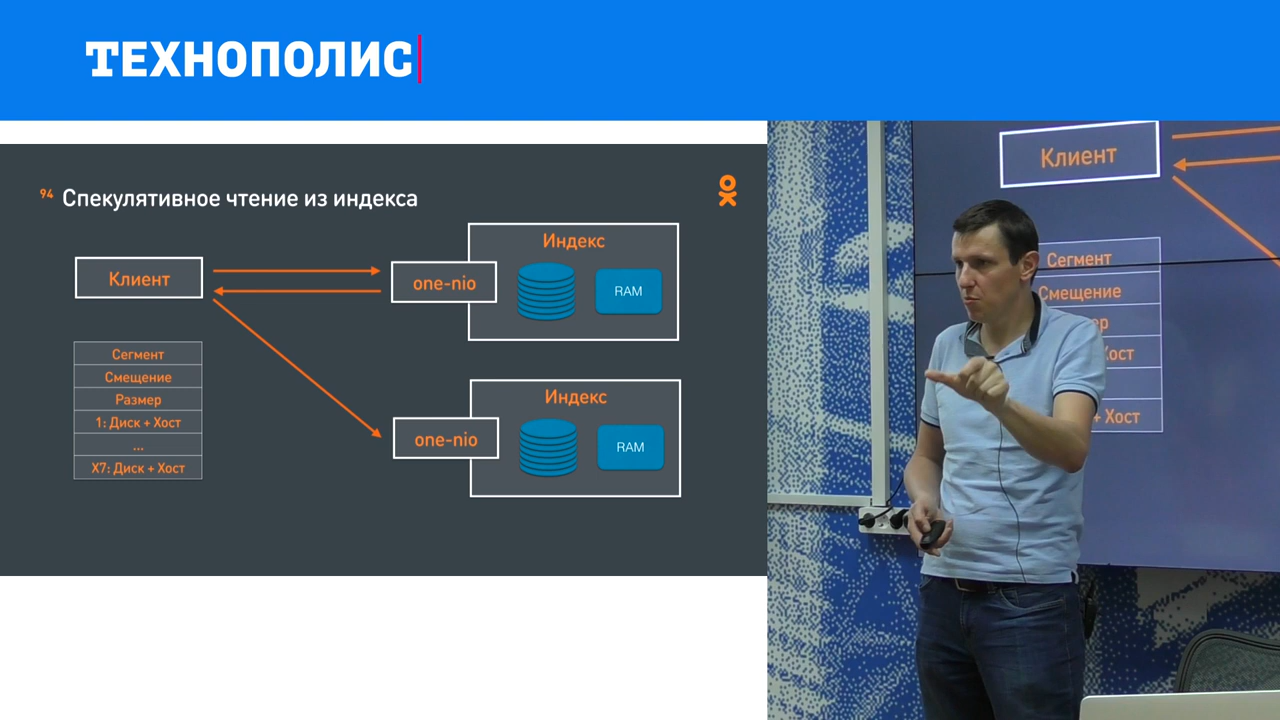 ТЕХНОПОЛИС
94 Спекулятивное чтение из индекса
Клиент
one-nio
Индекс
RAM
Сегмент
Смещение
Размер
1: Диск + Хост
...
X7: Диск + Хост
one-nio
Индекс
RAM
Клиент
Сегмент
Смещение
ер
Хост
+ Хост